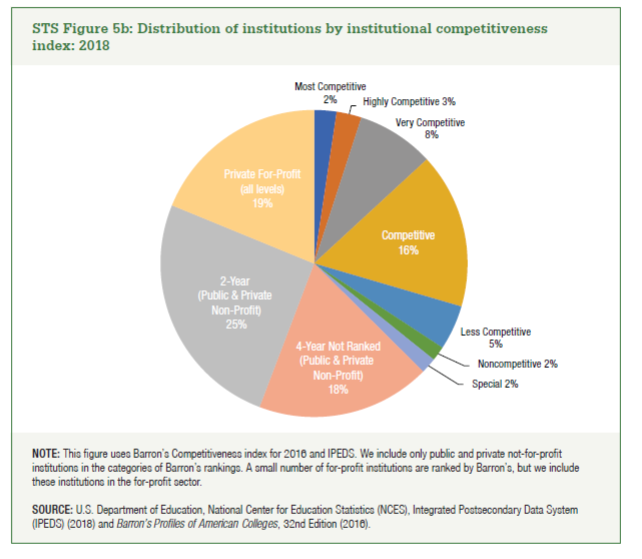 STS Figure 5b: Distribution of institutions by institutional competitiveness
index: 2018
Most Competitive
2%
Highly Competitive 3%
Very Competitive
8%
Private For-Profit
(all levels)
19%
Competitive
16%
2-Year
(Public & Private
Non-Profit)
25%
Less Competitive
5%
4-Year Not Ranked
(Public & Private
Non-Profit)
18%
Noncompetitive 2%
Special 2%
NOTE: This figure uses Barron's Competitiveness index for 2016 and IPEDS. We include only public and private not-for-profit
institutions in the categories of Barron's rankings. A small number of for-profit institutions are ranked by Barron's, but we include
these institutions in the for-profit sector.
SOURCE: U.S. Department of Education, National Center for Education Statistics (NCES), Integrated Postsecondary Data System
(IPEDS) (2018) and Barron's Profiles of American Colleges, 32nd Edition (2016).